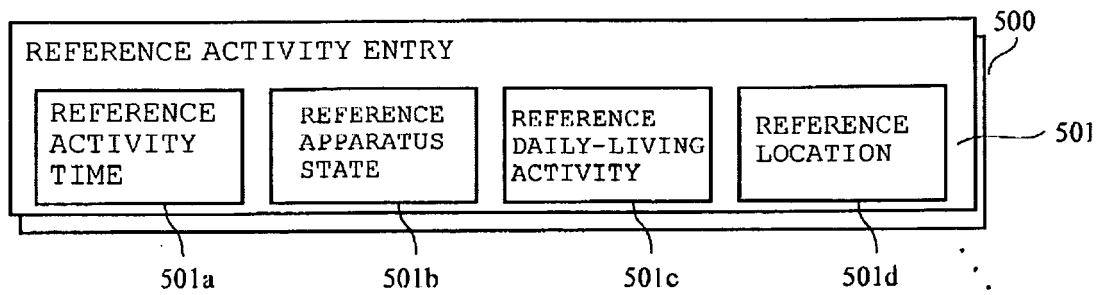 500
REFERENCE ACTIVITY ENTRY
REFERENCE
ACTIVITY
TIME
REFERENCE
APPARATUS
STATE
REFERENCE
DAILY-LIVING
ACTIVITY
REFERENCE
LOCATION
501
501a
501b
501c
501d